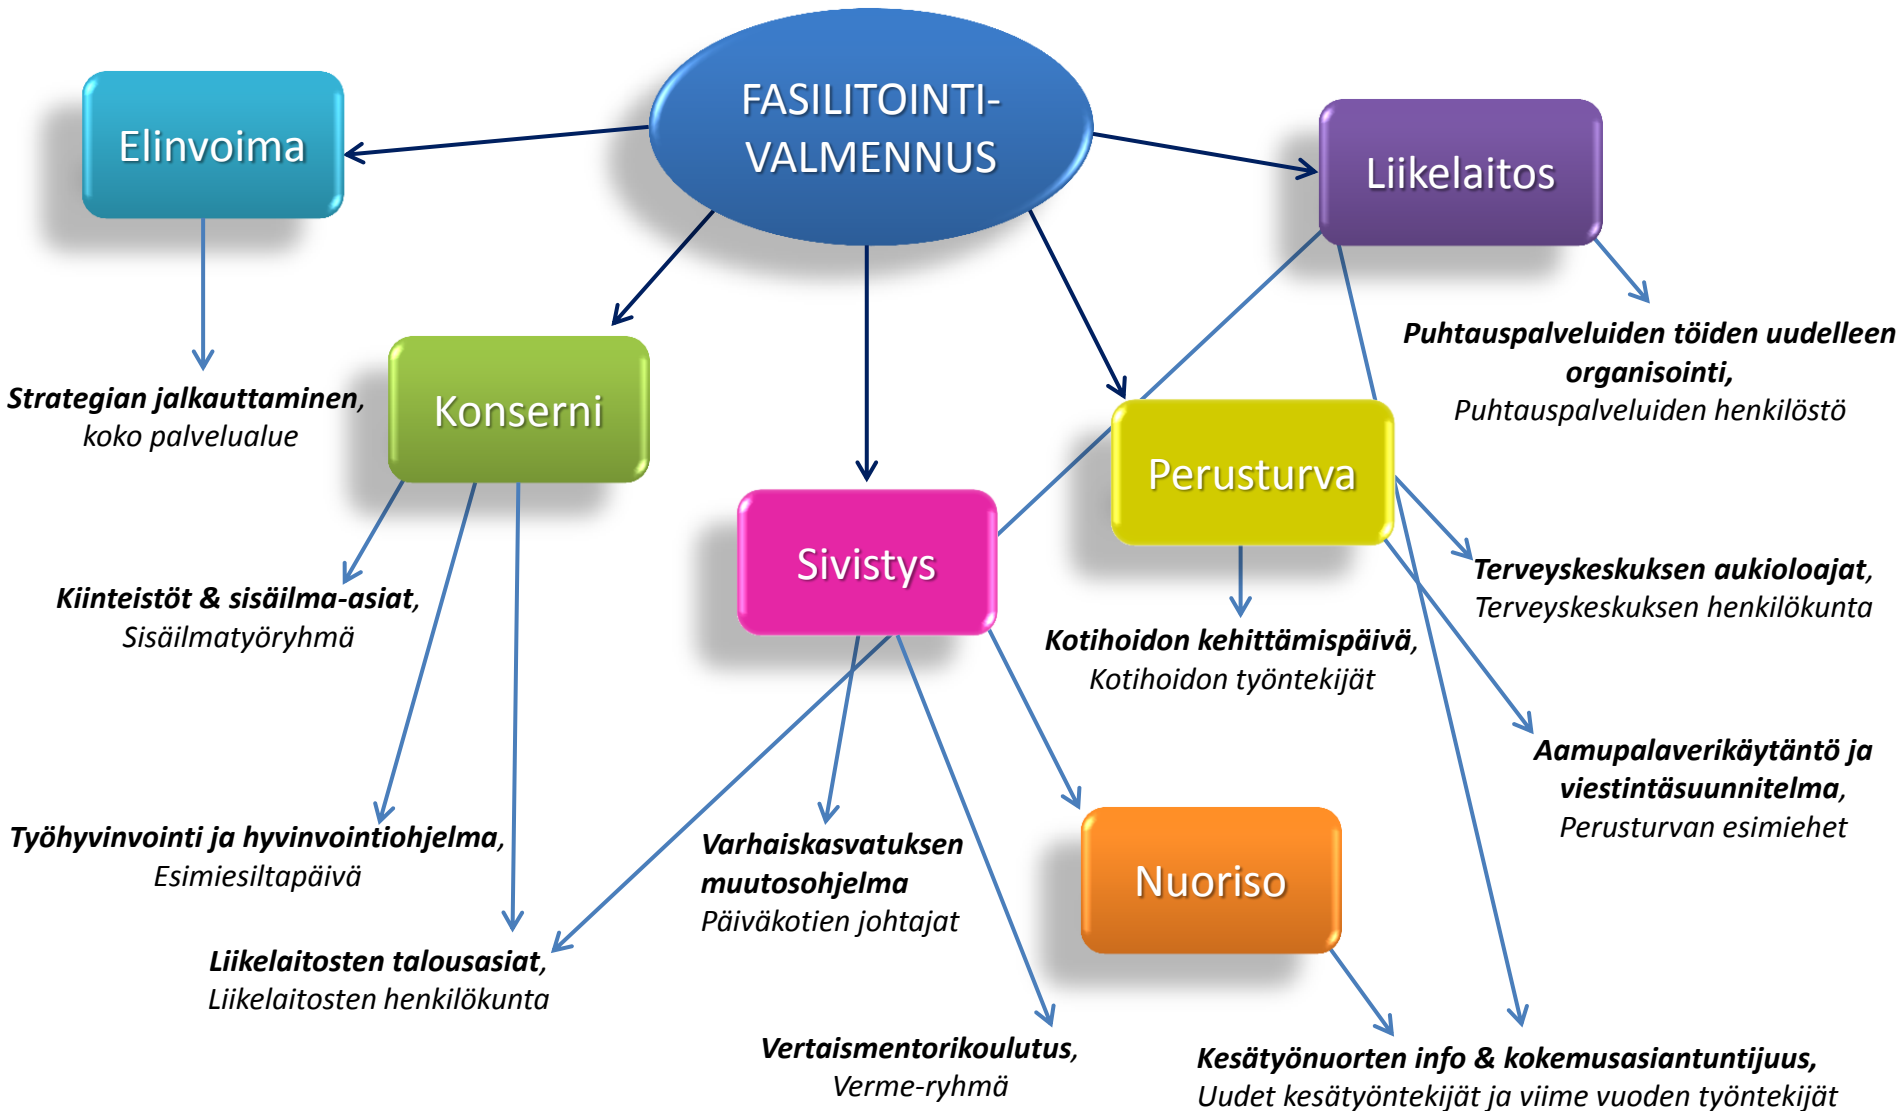 FASILITOINTI-
VALMENNUS
Elinvoima
Liikelaitos
Strategian jalkauttaminen,
koko palvelualue
Konserni
Puhtauspalveluiden töiden uudelleen
organisointi,
Puhtauspalveluiden henkilöstö
Perusturva
Sivistys
Kiinteistöt & sisäilma-asiat,
Sisäilmatyöryhmä
Terveyskeskuksen aukioloajat,
Terveyskeskuksen henkilökunta
Kotihoidon kehittämispäivä,
Kotihoidon työntekijät
Aamupalaverikäytäntö ja
viestintäsuunnitelma,
Perusturvan esimiehet
Työhyvinvointi ja hyvinvointiohjelma,
Esimiesiltapäivä
Varhaiskasvatuksen
muutosohjelma
Päiväkotien johtajat
Nuoriso
Liikelaitosten talousasiat,
Liikelaitosten henkilökunta
Vertaismentorikoulutus,
Verme-ryhmä
Kesätyönuorten info & kokemusasiantuntijuus,
Uudet kesätyöntekijät ja viime vuoden työntekijät